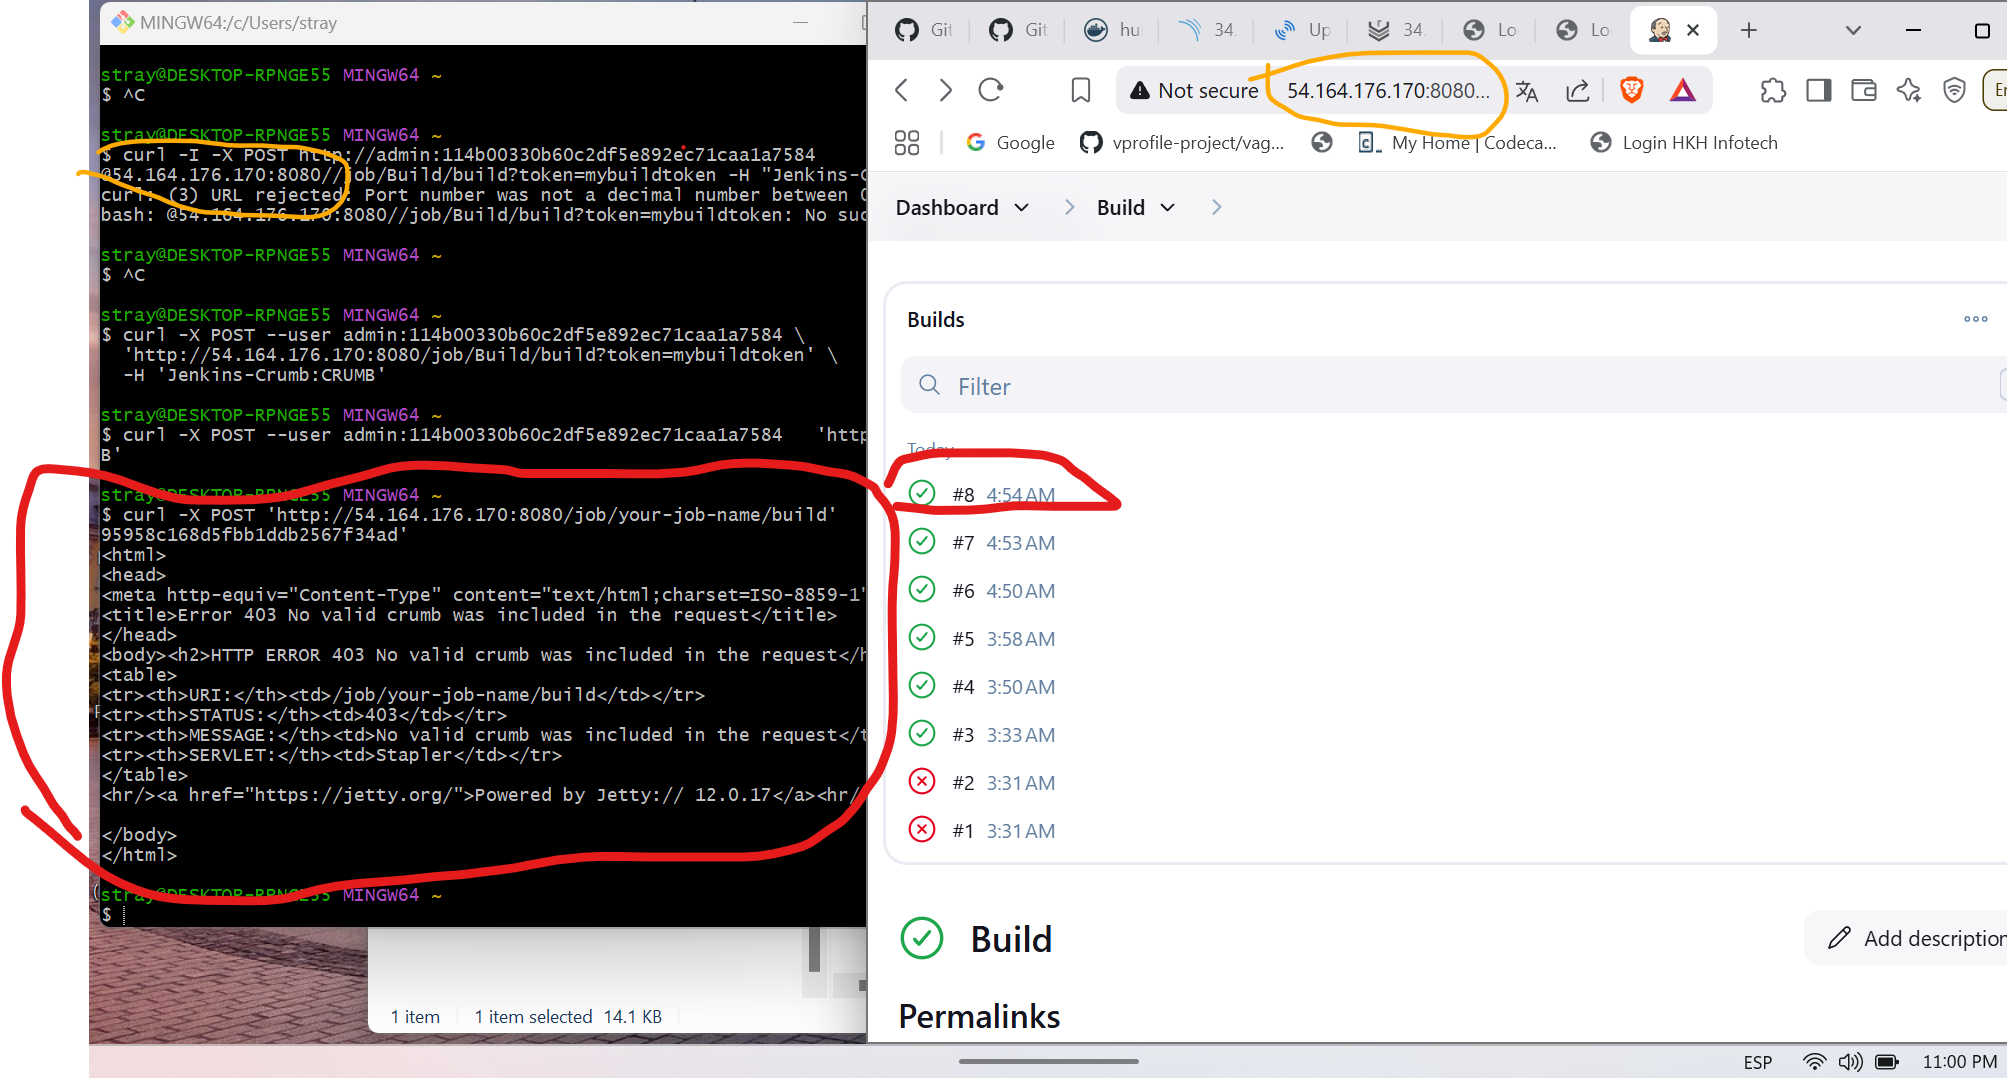 MINGW64:/c/Users/stray
stray@DESKTOP-RPNGE55 MINGW64 ~
$ ^C
stray@DESKTOP-RPNGE55 MINGW64 ~
$ curl -I -X POST http://admin:114b00330b60c2df5e892ec71caa1a7584
@54.164.176.170:8080//job/Build/build?token=mybuildtoken -H "Jenkins-C
curl: (3) URL rejected: Port number was not a decimal number between 0
bash: @54.164.176.170:8080//job/Build/build?token=mybuildtoken: No suc
stray@DESKTOP-RPNGE55 MINGW64 ~
$ ^C
stray@DESKTOP-RPNGE55 MINGW64 ~
$ curl -X POST --user admin:114b00330b60c2df5e892ec71caa1a7584 \
'http://54.164.176.170:8080/job/Build/build?token=mybuildtoken' \
-H 'Jenkins-Crumb:CRUMB'
stray@DESKTOP-RPNGE55 MINGW64 ~
$ curl -X POST --user admin:114b00330b60c2df5e892ec71caa1a7584 'http
B'
stray@DESKTOP-RPNGE55 MINGW64 ~
$ curl -X POST 'http://54.164.176.170:8080/job/your-job-name/build'
95958c168d5fbb1ddb2567f34ad'
<html>
<head>
<meta http-equiv="Content-Type" content="text/html;charset=ISO-8859-1"
<title>Error 403 No valid crumb was included in the request</title>
</head>
<body><h2>HTTP ERROR 403 No valid crumb was included in the request</h
<table>
<tr><th>URI:</th><td>/job/your-job-name/build</td></tr>
<tr><th>STATUS:</th><td>403</td></tr>
<tr><th>MESSAGE:</th><td>No valid crumb was included in the request</t
<tr><th>SERVLET:</th><td>Stapler</td></tr>
</table>
<hr/><a href="https://jetty.org/">Powered by Jetty:// 12.0.17</a><hr/
</body>
</html>
stray@DESKTOP-RPNGE55 MINGW64 ~
$
1 item 1 item selected 14.1 KB
Git Git hu 34. Up 34. Lo Lo
Not secure 54.164.176.170:8080...
Google vprofile-project/vag... My Home | Codeca... Login HKH Infotech
Dashboard Build
Builds
Filter
Today
#8 4:54 AM
#7 4:53 AM
#6 4:50 AM
#5 3:58 AM
#4 3:50 AM
#3 3:33 AM
#2 3:31 AM
#1 3:31 AM
Build
Add description
Permalinks
ESP 11:00 PM